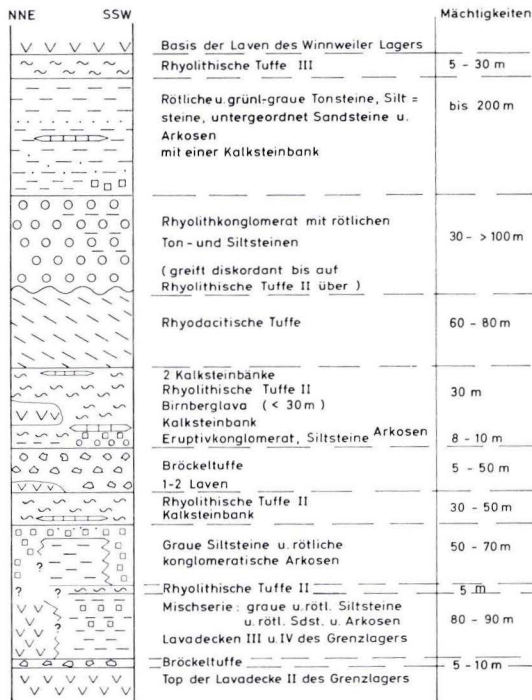 NNE SSW Mächtigkeiten
Basis der Laven des Winnweiler Lagers
Rhyolithische Tuffe III 5 - 30 m
Rötliche u. grünl.-graue Tonsteine, Silt =
steine, untergeordnet Sandsteine u. bis 200 m
Arkosen
mit einer Kalksteinbank
Rhyolithkonglomerat mit rötlichen
Ton - und Siltsteinen 30 - > 100 m
( greift diskordant bis auf
Rhyolithische Tuffe II über )
Rhyodacitische Tuffe 60 - 80 m
2 Kalksteinbänke
Rhyolithische Tuffe II 30 m
Birnberglava ( < 30 m )
Kalksteinbank
Eruptivkonglomerat, Siltsteine Arkosen 8 - 10 m
Bröckeltuffe 5 - 50 m
1-2 Laven
Rhyolithische Tuffe II 30 - 50 m
Kalksteinbank
Graue Siltsteine u. rötliche 50 - 70 m
konglomeratische Arkosen
? ? Rhyolithische Tuffe II 5 m
Mischserie : graue u. rötl. Siltsteine
? u. rötl. Sdst. u. Arkosen 80 - 90 m
Lavadecken III u. IV des Grenzlagers
?
Bröckeltuffe 5 - 10 m
Top der Lavadecke II des Grenzlagers